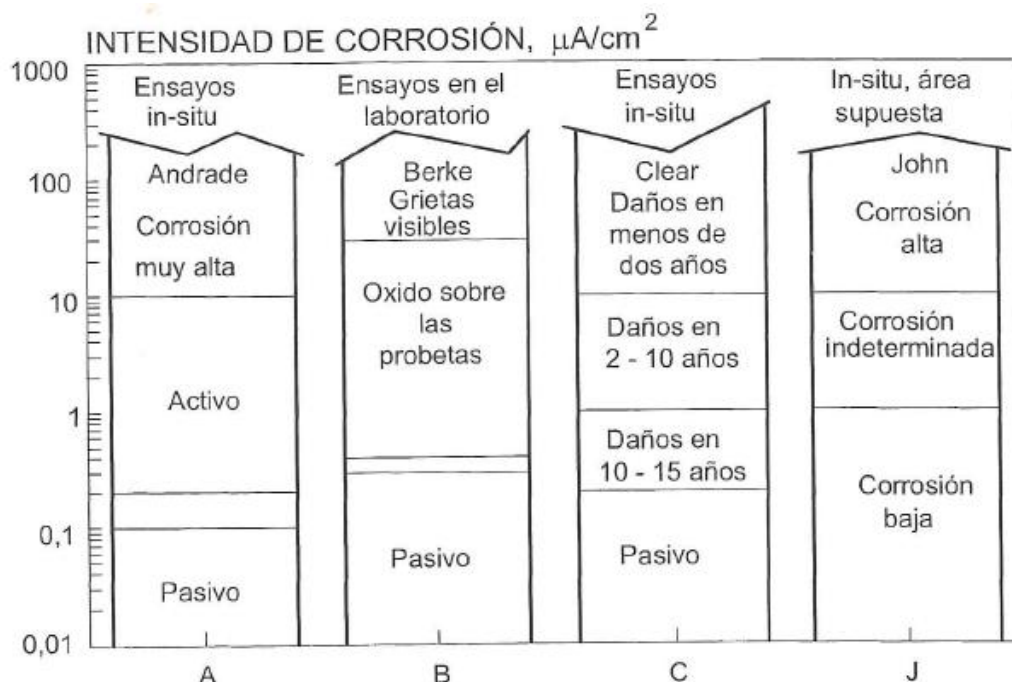 INTENSIDAD DE CORROSIÓN, μA/cm²
1000
100
10
1
0,1
0,01
Ensayos
in-situ
Andrade
Corrosión
muy alta
Activo
Pasivo
A
Ensayos en el
laboratorio
Berke
Grietas
visibles
Oxido sobre
las
probetas
Pasivo
B
Ensayos
in-situ
Clear
Daños en
menos de
dos años
Daños en
2 - 10 años
Daños en
10 - 15 años
Pasivo
C
In-situ, área
supuesta
John
Corrosión
alta
Corrosión
indeterminada
Corrosión
baja
J